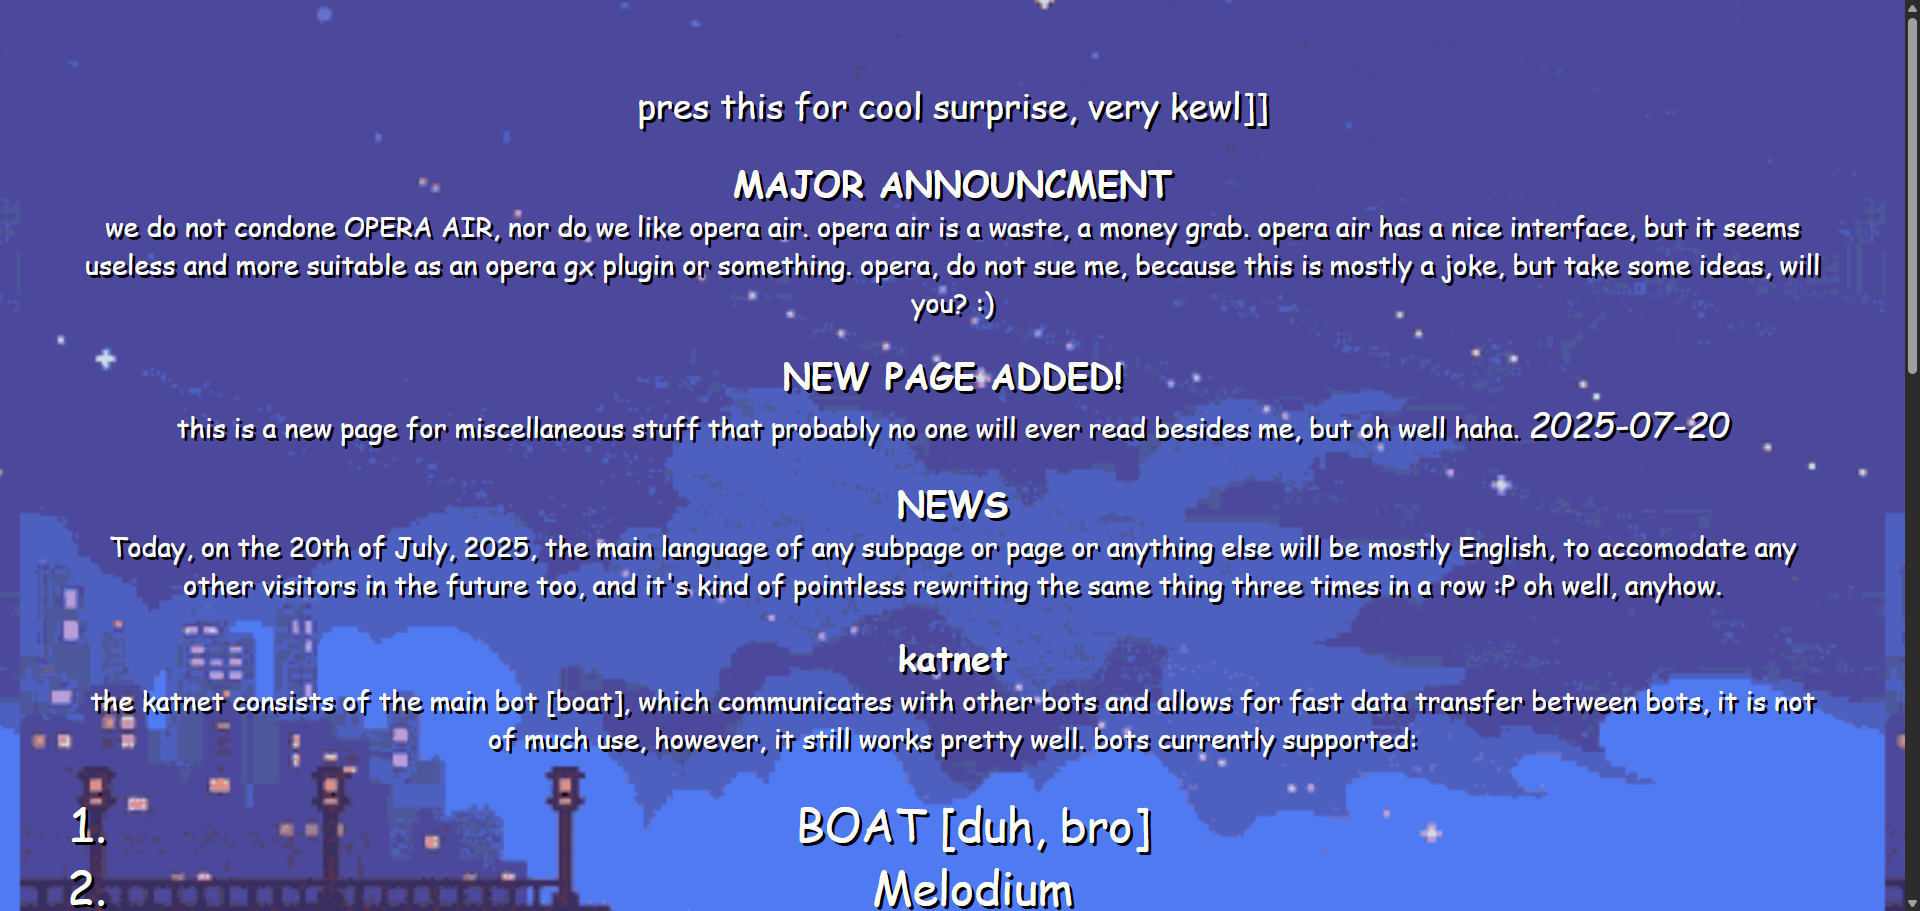 pres this for cool surprise, very kewl]]
MAJOR ANNOUNCMENT
we do not condone OPERA AIR, nor do we like opera air. opera air is a waste, a money grab. opera air has a nice interface, but it seems
useless and more suitable as an opera gx plugin or something. opera, do not sue me, because this is mostly a joke, but take some ideas, will
you? :)
NEW PAGE ADDED!
this is a new page for miscellaneous stuff that probably no one will ever read besides me, but oh well haha. 2025-07-20
NEWS
Today, on the 20th of July, 2025, the main language of any subpage or page or anything else will be mostly English, to accomodate any
other visitors in the future too, and it's kind of pointless rewriting the same thing three times in a row :P oh well, anyhow.
katnet
the katnet consists of the main bot [boat], which communicates with other bots and allows for fast data transfer between bots, it is not
of much use, however, it still works pretty well. bots currently supported:
1. BOAT [duh, bro]
2. Melodium